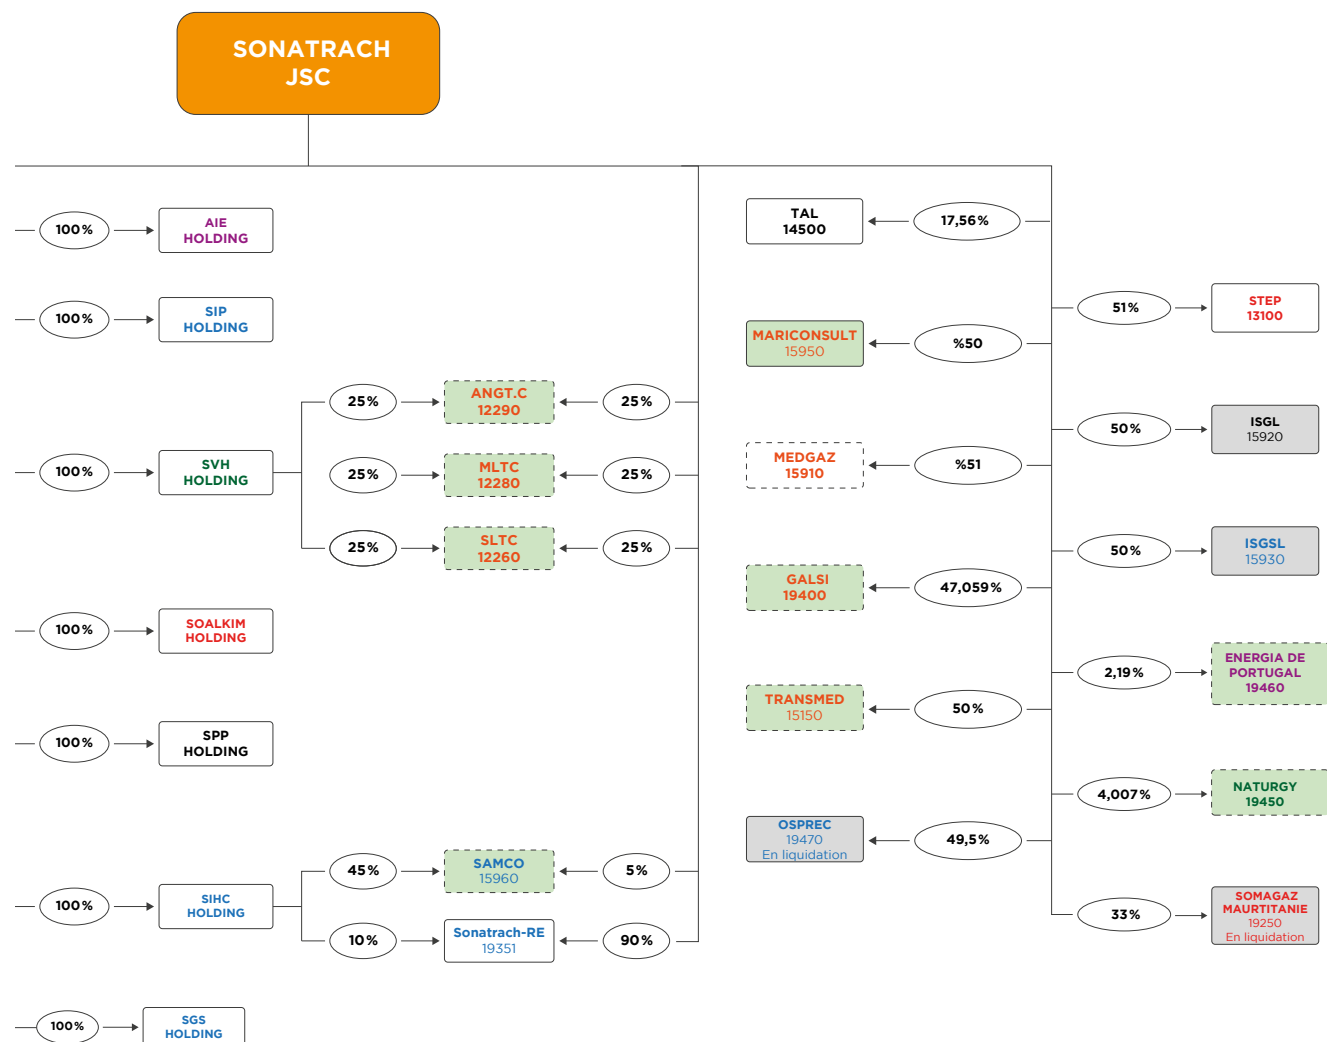 SONATRACH
JSC
100%
AIE
HOLDING
100%
SIP
HOLDING
100%
SVH
HOLDING
25%
ANGT.C
12290
25%
25%
MLTC
12280
25%
25%
SLTC
12260
25%
100%
SOALKIM
HOLDING
100%
SPP
HOLDING
100%
SIHC
HOLDING
45%
SAMCO
15960
5%
10%
Sonatrach-RE
19351
90%
100%
SGS
HOLDING
TAL
14500
17,56%
MARICONSULT
15950
%50
MEDGAZ
15910
%51
GALSI
19400
47,059%
TRANSMED
15150
50%
OSPREC
19470
En liquidation
49,5%
51%
STEP
13100
50%
ISGL
15920
50%
ISGSL
15930
2,19%
ENERGIA DE
PORTUGAL
19460
4,007%
NATURGY
19450
33%
SOMAGAZ
MAURTITANIE
19250
En liquidation